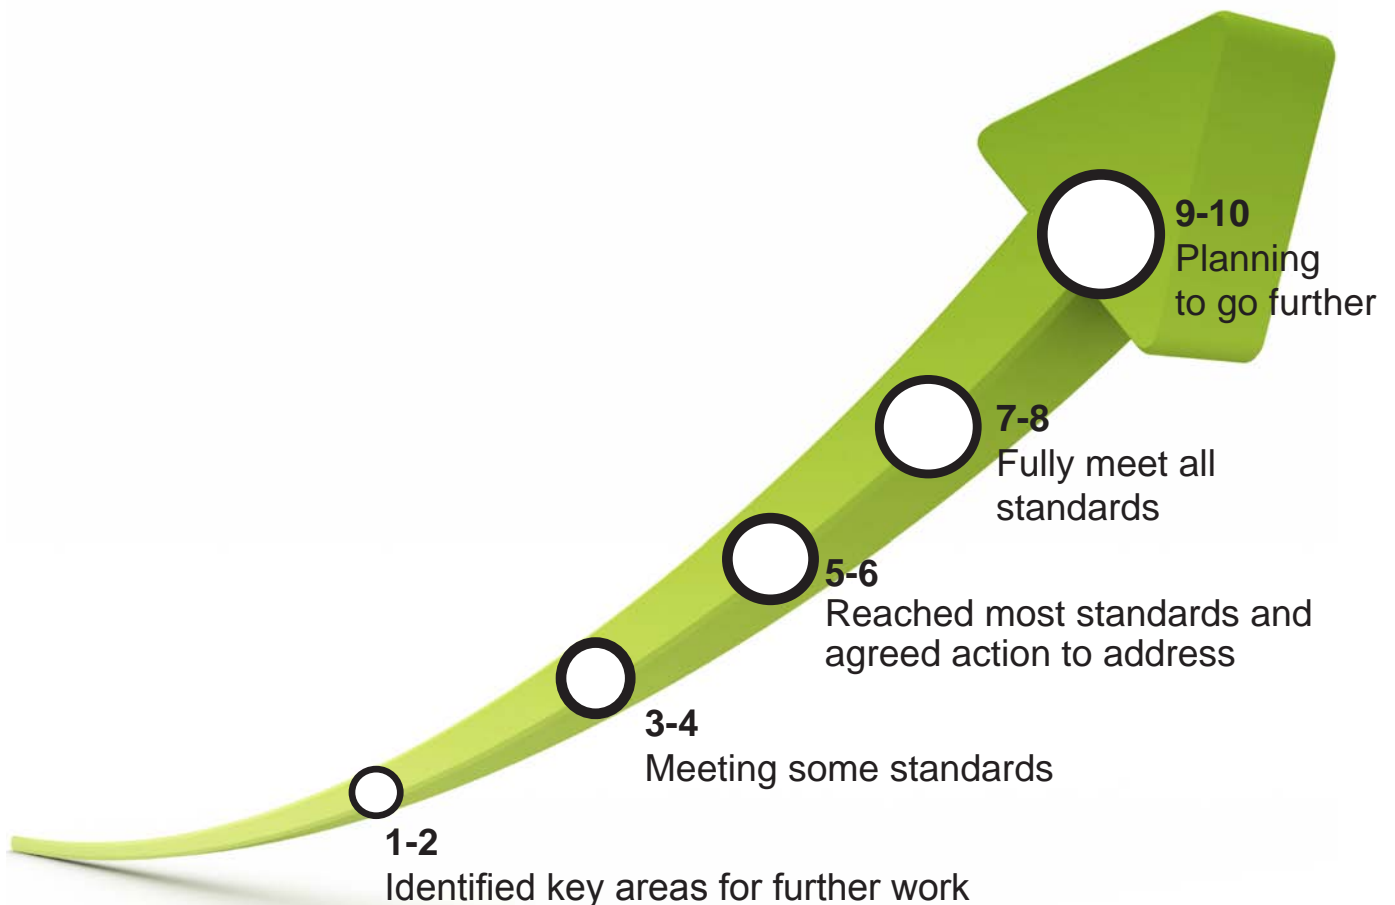 9-10
Planning
to go further
7-8
Fully meet all
standards
5-6
Reached most standards and
agreed action to address
3-4
Meeting some standards
1-2
Identified key areas for further work